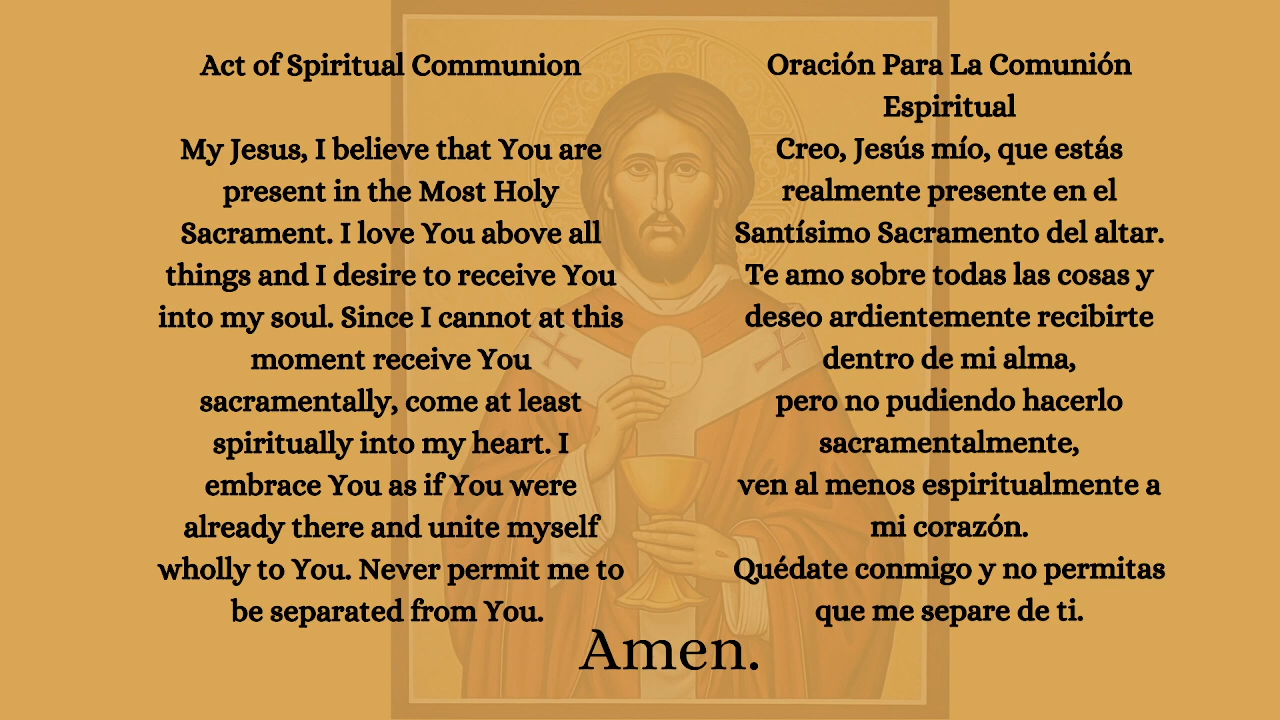 Act of Spiritual Communion
My Jesus, I believe that You are
present in the Most Holy
Sacrament. I love You above all
things and I desire to receive You
into my soul. Since I cannot at this
moment receive You
sacramentally, come at least
spiritually into my heart. I
embrace You as if You were
already there and unite myself
wholly to You. Never permit me to
be separated from You.
Oración Para La Comunión
Espiritual
Creo, Jesús mío, que estás
realmente presente en el
Santísimo Sacramento del altar.
Te amo sobre todas las cosas y
deseo ardientemente recibirte
dentro de mi alma,
pero no pudiendo hacerlo
sacramentalmente,
ven al menos espiritualmente a
mi corazón.
Quédate conmigo y no permitas
que me separe de ti.
Amen.